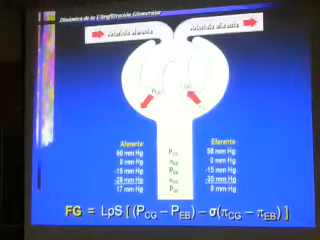 Dinámica de la Ultrafiltración Glomerular
Arteriola aferente
Arteriola eferente
Aferente
60 mm Hg
0 mm Hg
-15 mm Hg
-28 mm Hg
17 mm Hg
P
π
P
π
P
Eferente
58 mm Hg
0 mm Hg
-15 mm Hg
-35 mm Hg
8 mm Hg
FG = LpS [ (PCG – PEB) – σ(πCG – πEB) ]